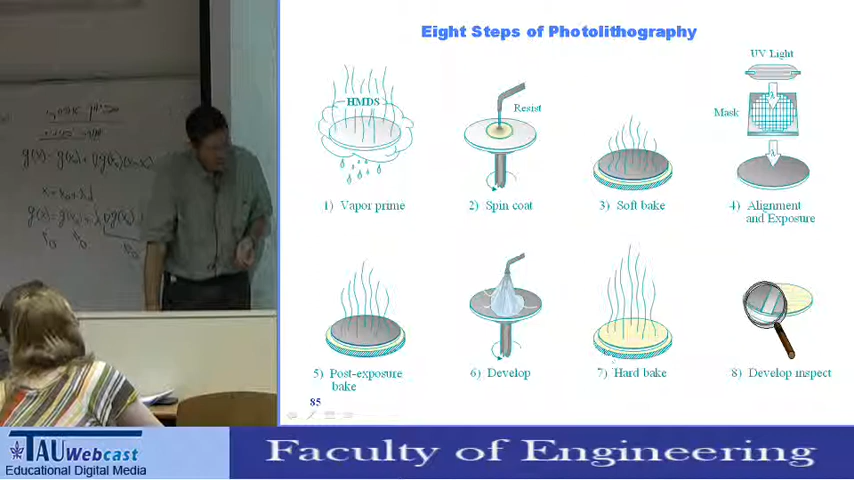 Eight Steps of Photolithography
HMDS
1) Vapor prime
Resist
2) Spin coat
3) Soft bake
UV Light
λ
Mask
λ
4) Alignment
and Exposure
5) Post-exposure
bake
6) Develop
7) Hard bake
8) Develop inspect
85
TAU Webcast
Educational Digital Media
Faculty of Engineering